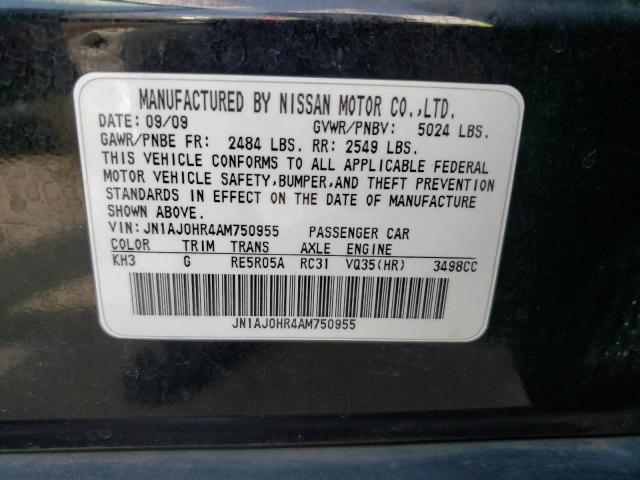 MANUFACTURED BY NISSAN MOTOR CO.,LTD.
DATE: 09/09 GVWR/PNBV: 5024 LBS.
GAWR/PNBE FR: 2484 LBS. RR: 2549 LBS.
THIS VEHICLE CONFORMS TO ALL APPLICABLE FEDERAL
MOTOR VEHICLE SAFETY,BUMPER,AND THEFT PREVENTION
STANDARDS IN EFFECT ON THE DATE OF MANUFACTURE
SHOWN ABOVE.
VIN: JN1AJ0HR4AM750955 PASSENGER CAR
COLOR TRIM TRANS AXLE ENGINE
KH3 G RE5R05A RC31 VQ35(HR) 3498CC
JN1AJ0HR4AM750955